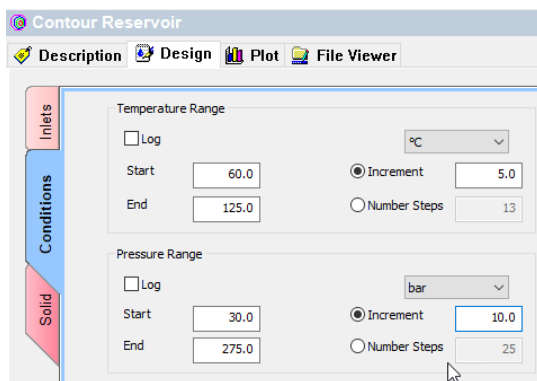 Contour Reservoir
Description Design Plot File Viewer
Inlets
Conditions
Solid
Temperature Range
Log °C
Start 60.0 Increment 5.0
End 125.0 Number Steps 13
Pressure Range
Log bar
Start 30.0 Increment 10.0
End 275.0 Number Steps 25